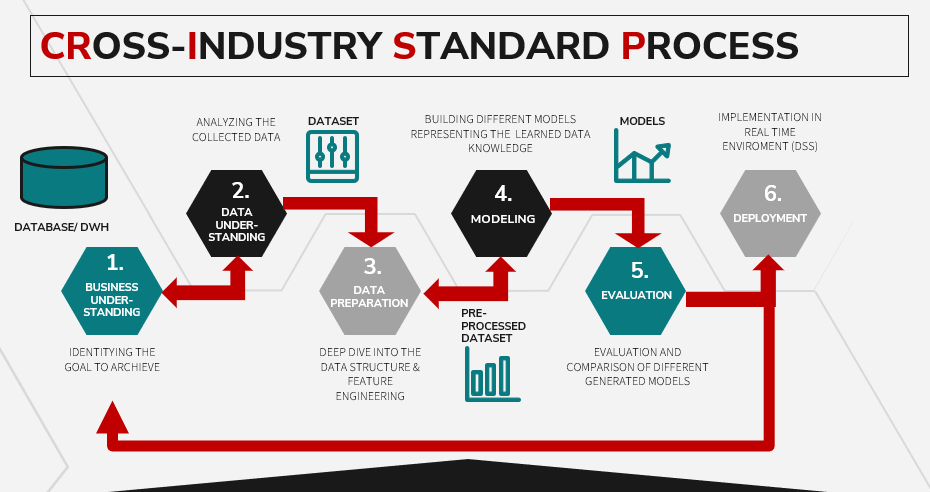 CROSS-INDUSTRY STANDARD PROCESS
ANALYZING THE
COLLECTED DATA
DATASET
BUILDING DIFFERENT MODELS
REPRESENTING THE LEARNED DATA
KNOWLEDGE
MODELS
IMPLEMENTATION IN
REAL TIME
ENVIROMENT (DSS)
DATABASE/ DWH
1.
BUSINESS
UNDER-
STANDING
2.
DATA
UNDER-
STANDING
3.
DATA
PREPARATION
4.
MODELING
5.
EVALUATION
6.
DEPLOYMENT
IDENTITYING THE
GOAL TO ARCHIEVE
DEEP DIVE INTO THE
DATA STRUCTURE &
FEATURE
ENGINEERING
PRE-
PROCESSED
DATASET
EVALUATION AND
COMPARISON OF DIFFERENT
GENERATED MODELS